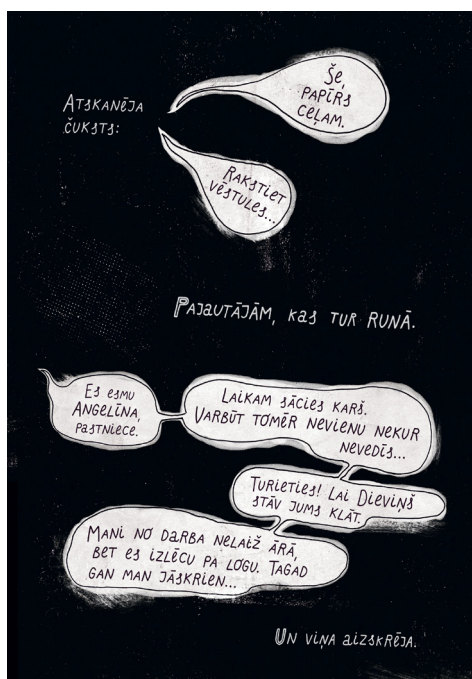 Atskanēja
čuksts:
Še,
papīrs
ceļam.
Rakstiet
vēstules...
Pajautājām, kas tur runā.
Es esmu
Angelīna,
pastniece.
Laikam sācies karš.
Varbūt tomēr nevienu nekur
nevedīs...
Turieties! Lai Dieviņš
stāv jums klāt.
Mani no darba nelaiž ārā,
bet es izlēcu pa logu. Tagad
gan man jāskrien...
Un viņa aizskrēja.